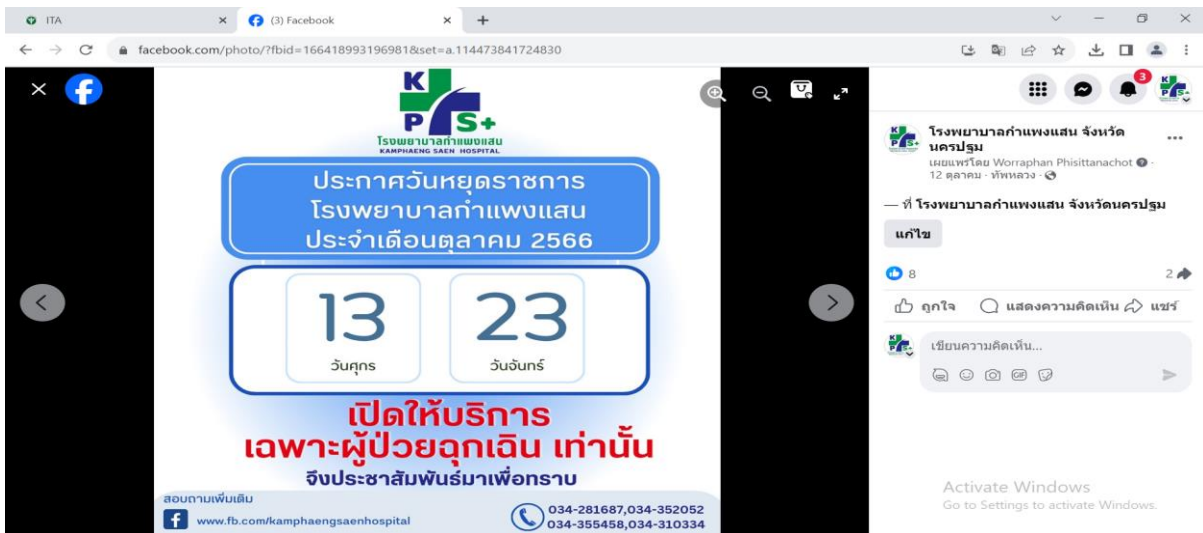 ITA
(3) Facebook
facebook.com/photo/?fbid=166418993196981&set=a.114473841724830
K
P S+
โรงพยาบาลกำแพงแสน
KAMPHAENG SAEN HOSPITAL
ประกาศวันหยุดราชการ
โรงพยาบาลกำแพงแสน
ประจำเดือนตุลาคม 2566
13
วันศุกร
23
วันจันทร์
เปิดให้บริการ
เฉพาะผู้ป่วยฉุกเฉิน เท่านั้น
จึงประชาสัมพันธ์มาเพื่อทราบ
สอบถามเพิ่มเติม
www.fb.com/kamphaengsaenhospital
034-281687,034-352052
034-355458,034-310334
3
โรงพยาบาลกำแพงแสน จังหวัด
นครปฐม
เผยแพร่โดย Worraphan Phisittanachot ·
12 ตุลาคม · ทัพหลวง ·
— ที่ โรงพยาบาลกำแพงแสน จังหวัดนครปฐม
แก้ไข
8
2
ถูกใจ แสดงความคิดเห็น แชร์
เขียนความคิดเห็น...
GIF
Activate Windows
Go to Settings to activate Windows.